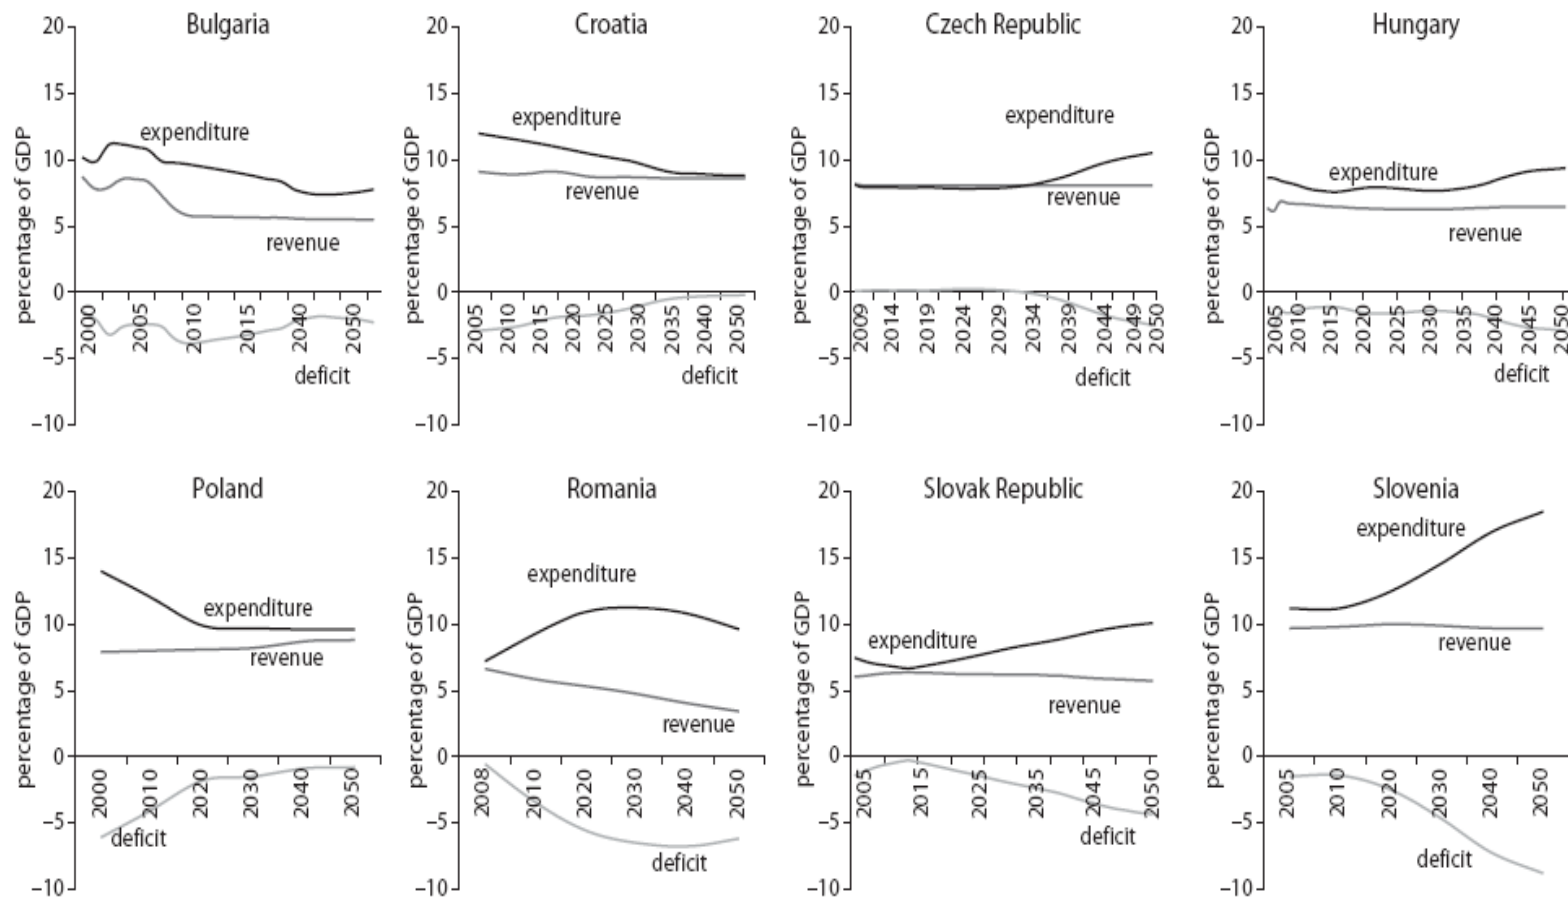 Bulgaria
percentage of GDP
20
15
10
5
0
–5
–10
expenditure
revenue
deficit
2000
2005
2010
2015
2040
2050
Croatia
percentage of GDP
20
15
10
5
0
–5
–10
expenditure
revenue
deficit
2005
2010
2015
2020
2025
2030
2035
2040
2050
Czech Republic
percentage of GDP
20
15
10
5
0
–5
–10
expenditure
revenue
deficit
2009
2014
2019
2024
2029
2034
2039
2044
2049
2050
Hungary
percentage of GDP
20
15
10
5
0
–5
–10
expenditure
revenue
deficit
2005
2010
2015
2020
2025
2030
2035
2040
2045
2050
Poland
percentage of GDP
20
15
10
5
0
–5
–10
expenditure
revenue
deficit
2000
2010
2020
2030
2040
2050
Romania
percentage of GDP
20
15
10
5
0
–5
–10
expenditure
revenue
deficit
2008
2010
2020
2030
2040
2050
Slovak Republic
percentage of GDP
20
15
10
5
0
–5
–10
expenditure
revenue
deficit
2005
2015
2025
2035
2045
2050
Slovenia
percentage of GDP
20
15
10
5
0
–5
–10
expenditure
revenue
deficit
2005
2010
2020
2030
2040
2050